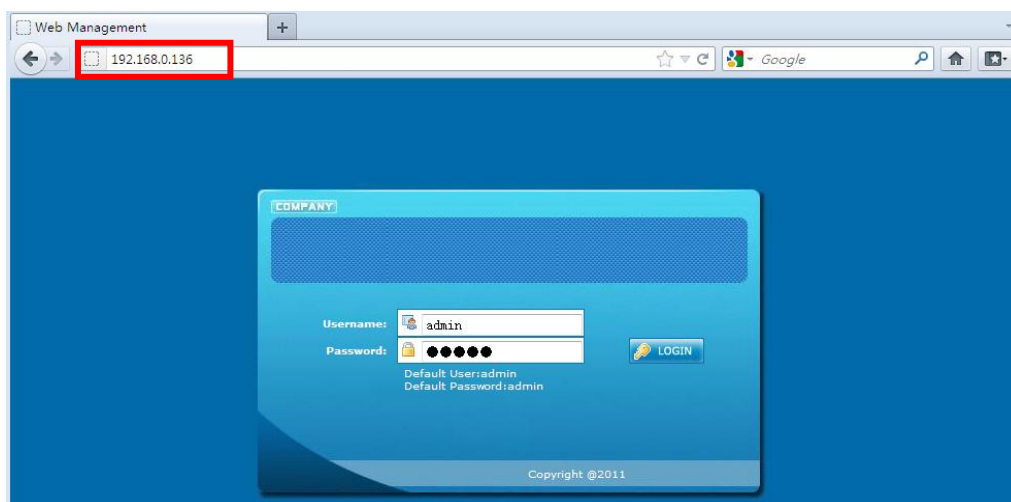 Web Management
192.168.0.136
Google
COMPANY
Username:
admin
Password:
●●●●●
LOGIN
Default User:admin
Default Password:admin
Copyright @2011